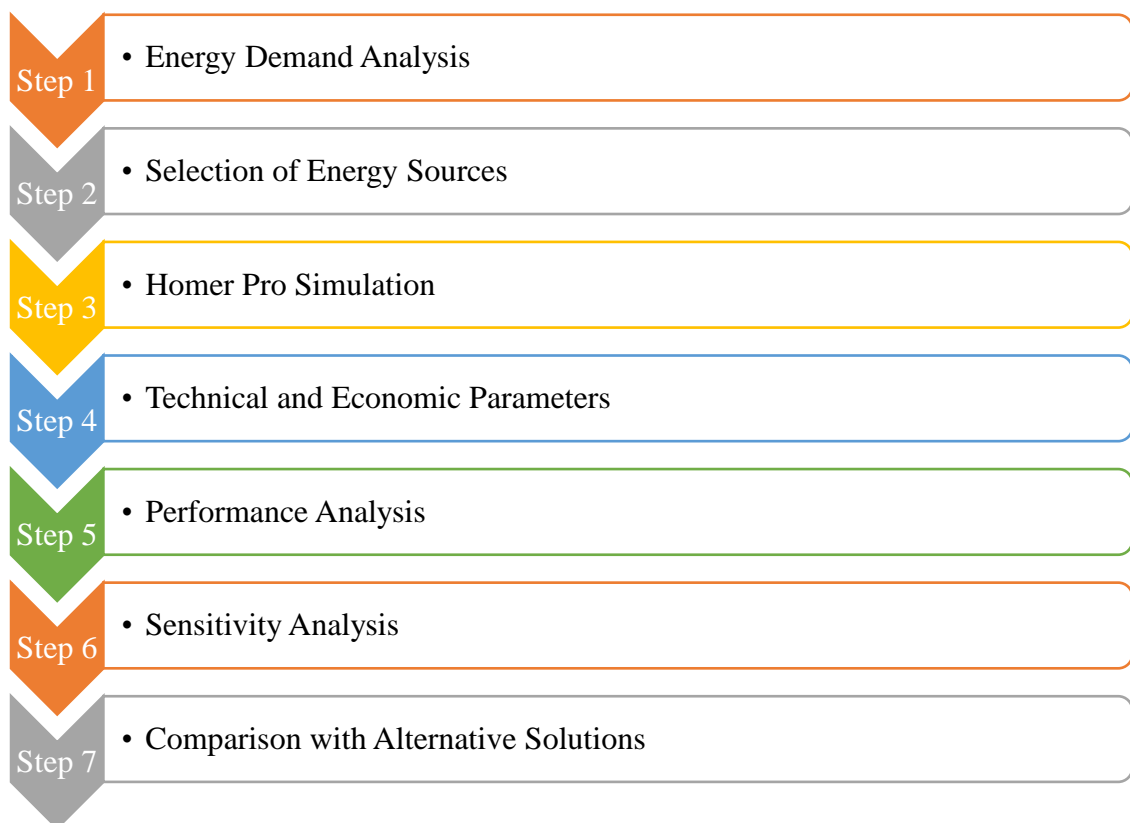 Step 1
• Energy Demand Analysis
Step 2
• Selection of Energy Sources
Step 3
• Homer Pro Simulation
Step 4
• Technical and Economic Parameters
Step 5
• Performance Analysis
Step 6
• Sensitivity Analysis
Step 7
• Comparison with Alternative Solutions